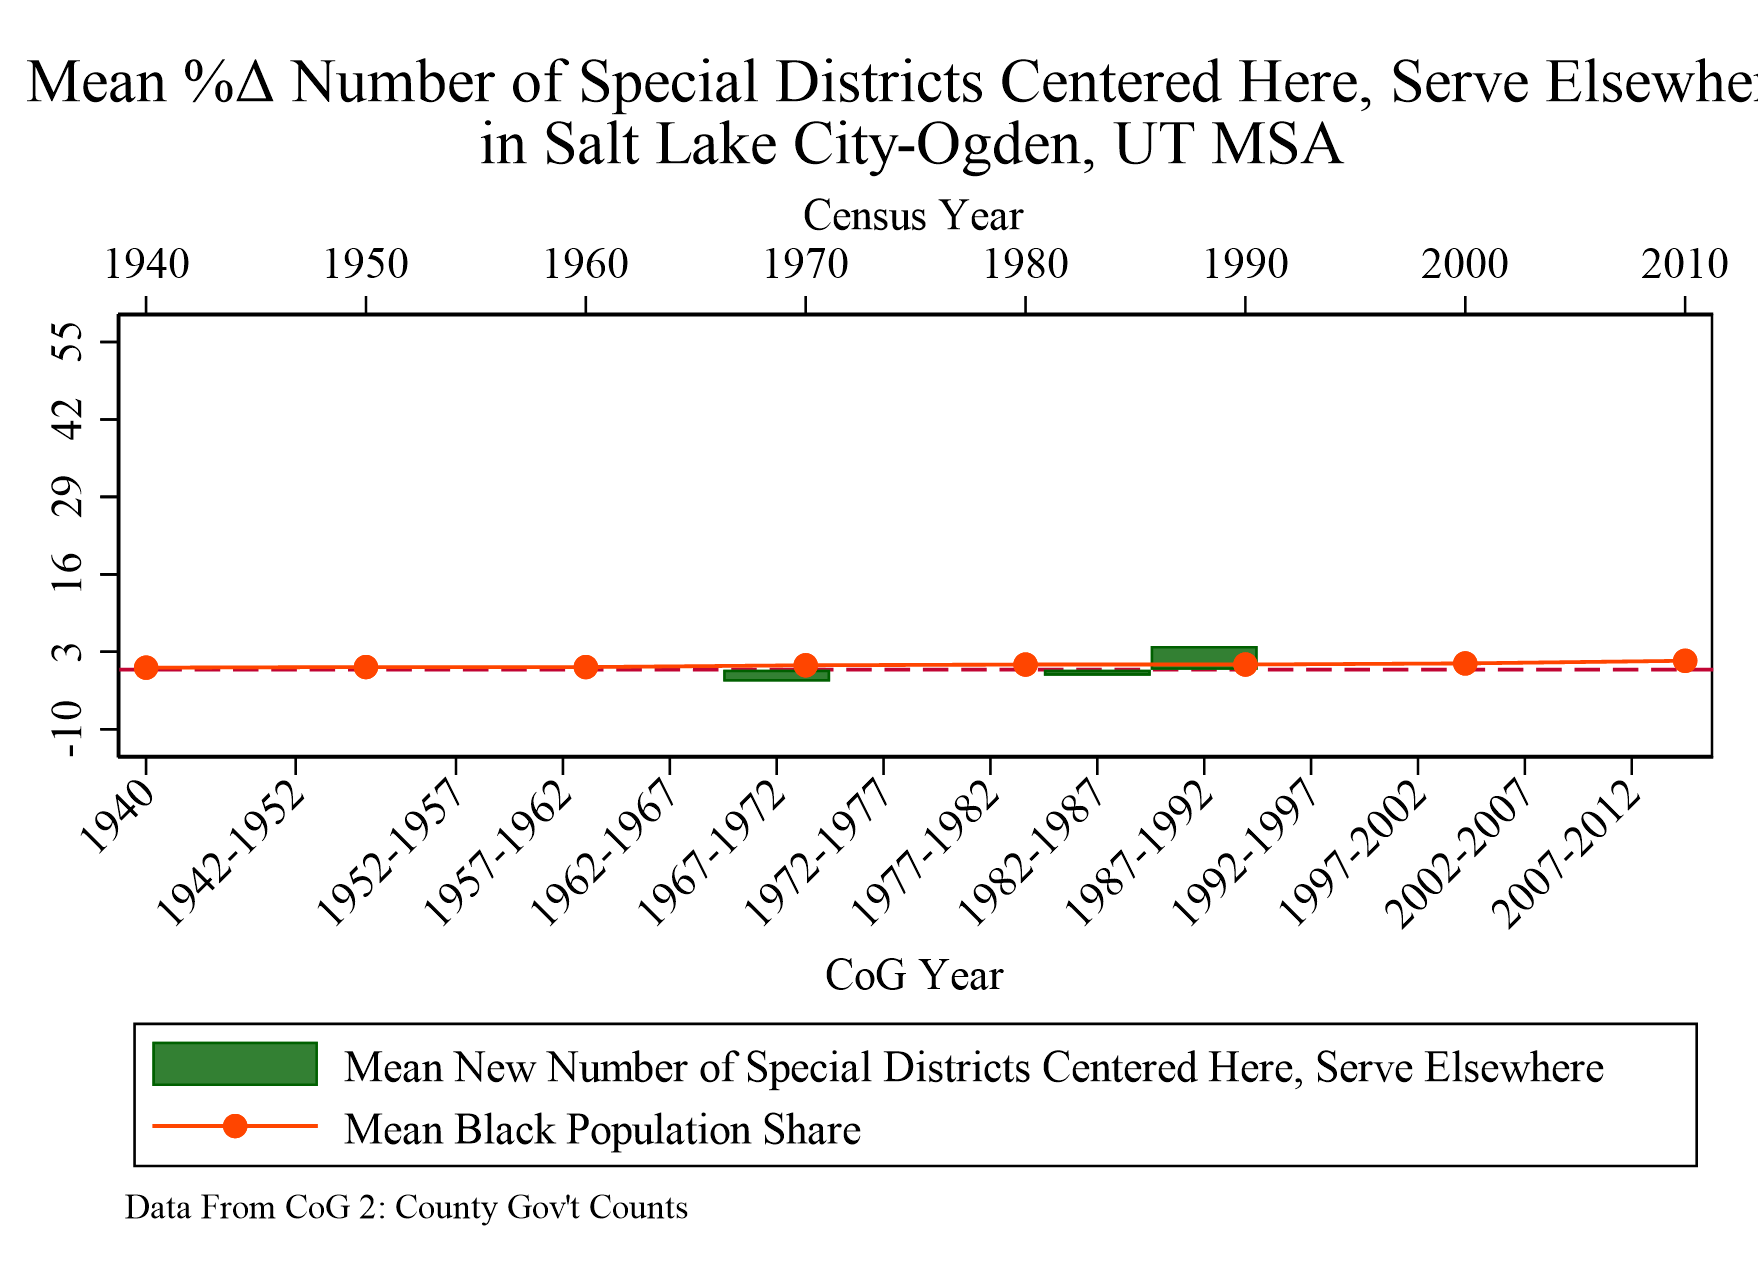 Mean %Δ Number of Special Districts Centered Here, Serve
in Salt Lake City-Ogden, UT MSA
Census Year
1940 1950 1960 1970 1980 1990 2000 2010
55
42
29
16
3
-10
1940 1942-1952 1952-1957 1957-1962 1962-1967 1967-1972 1972-1977 1977-1982 1982-1987 1987-1992 1992-1997 1997-2002 2002-2007 2007-2012
CoG Year
Mean New Number of Special Districts Centered Here, Serve Elsewhere
Mean Black Population Share
Data From CoG 2: County Gov't Counts